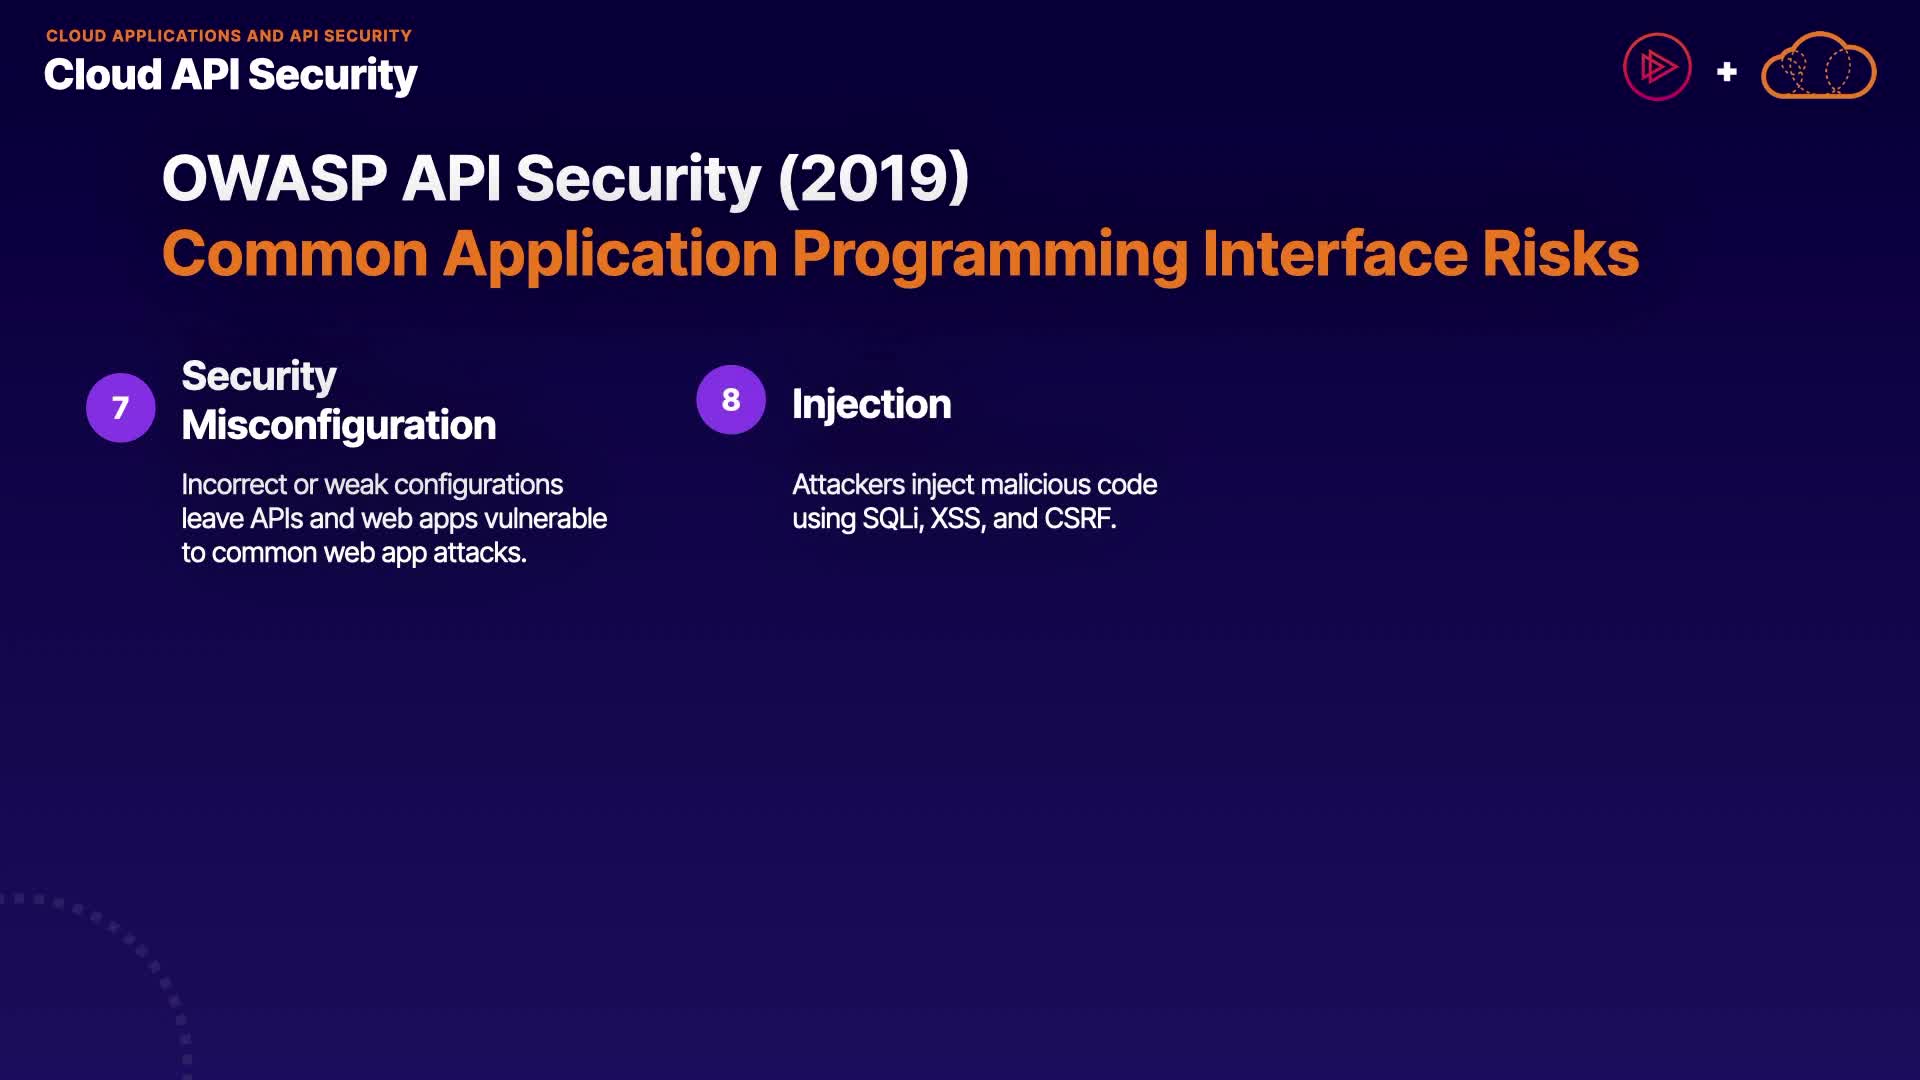 CLOUD APPLICATIONS AND API SECURITY
Cloud API Security
+
OWASP API Security (2019)
Common Application Programming Interface Risks
7
Security
Misconfiguration
Incorrect or weak configurations
leave APIs and web apps vulnerable
to common web app attacks.
8
Injection
Attackers inject malicious code
using SQLi, XSS, and CSRF.